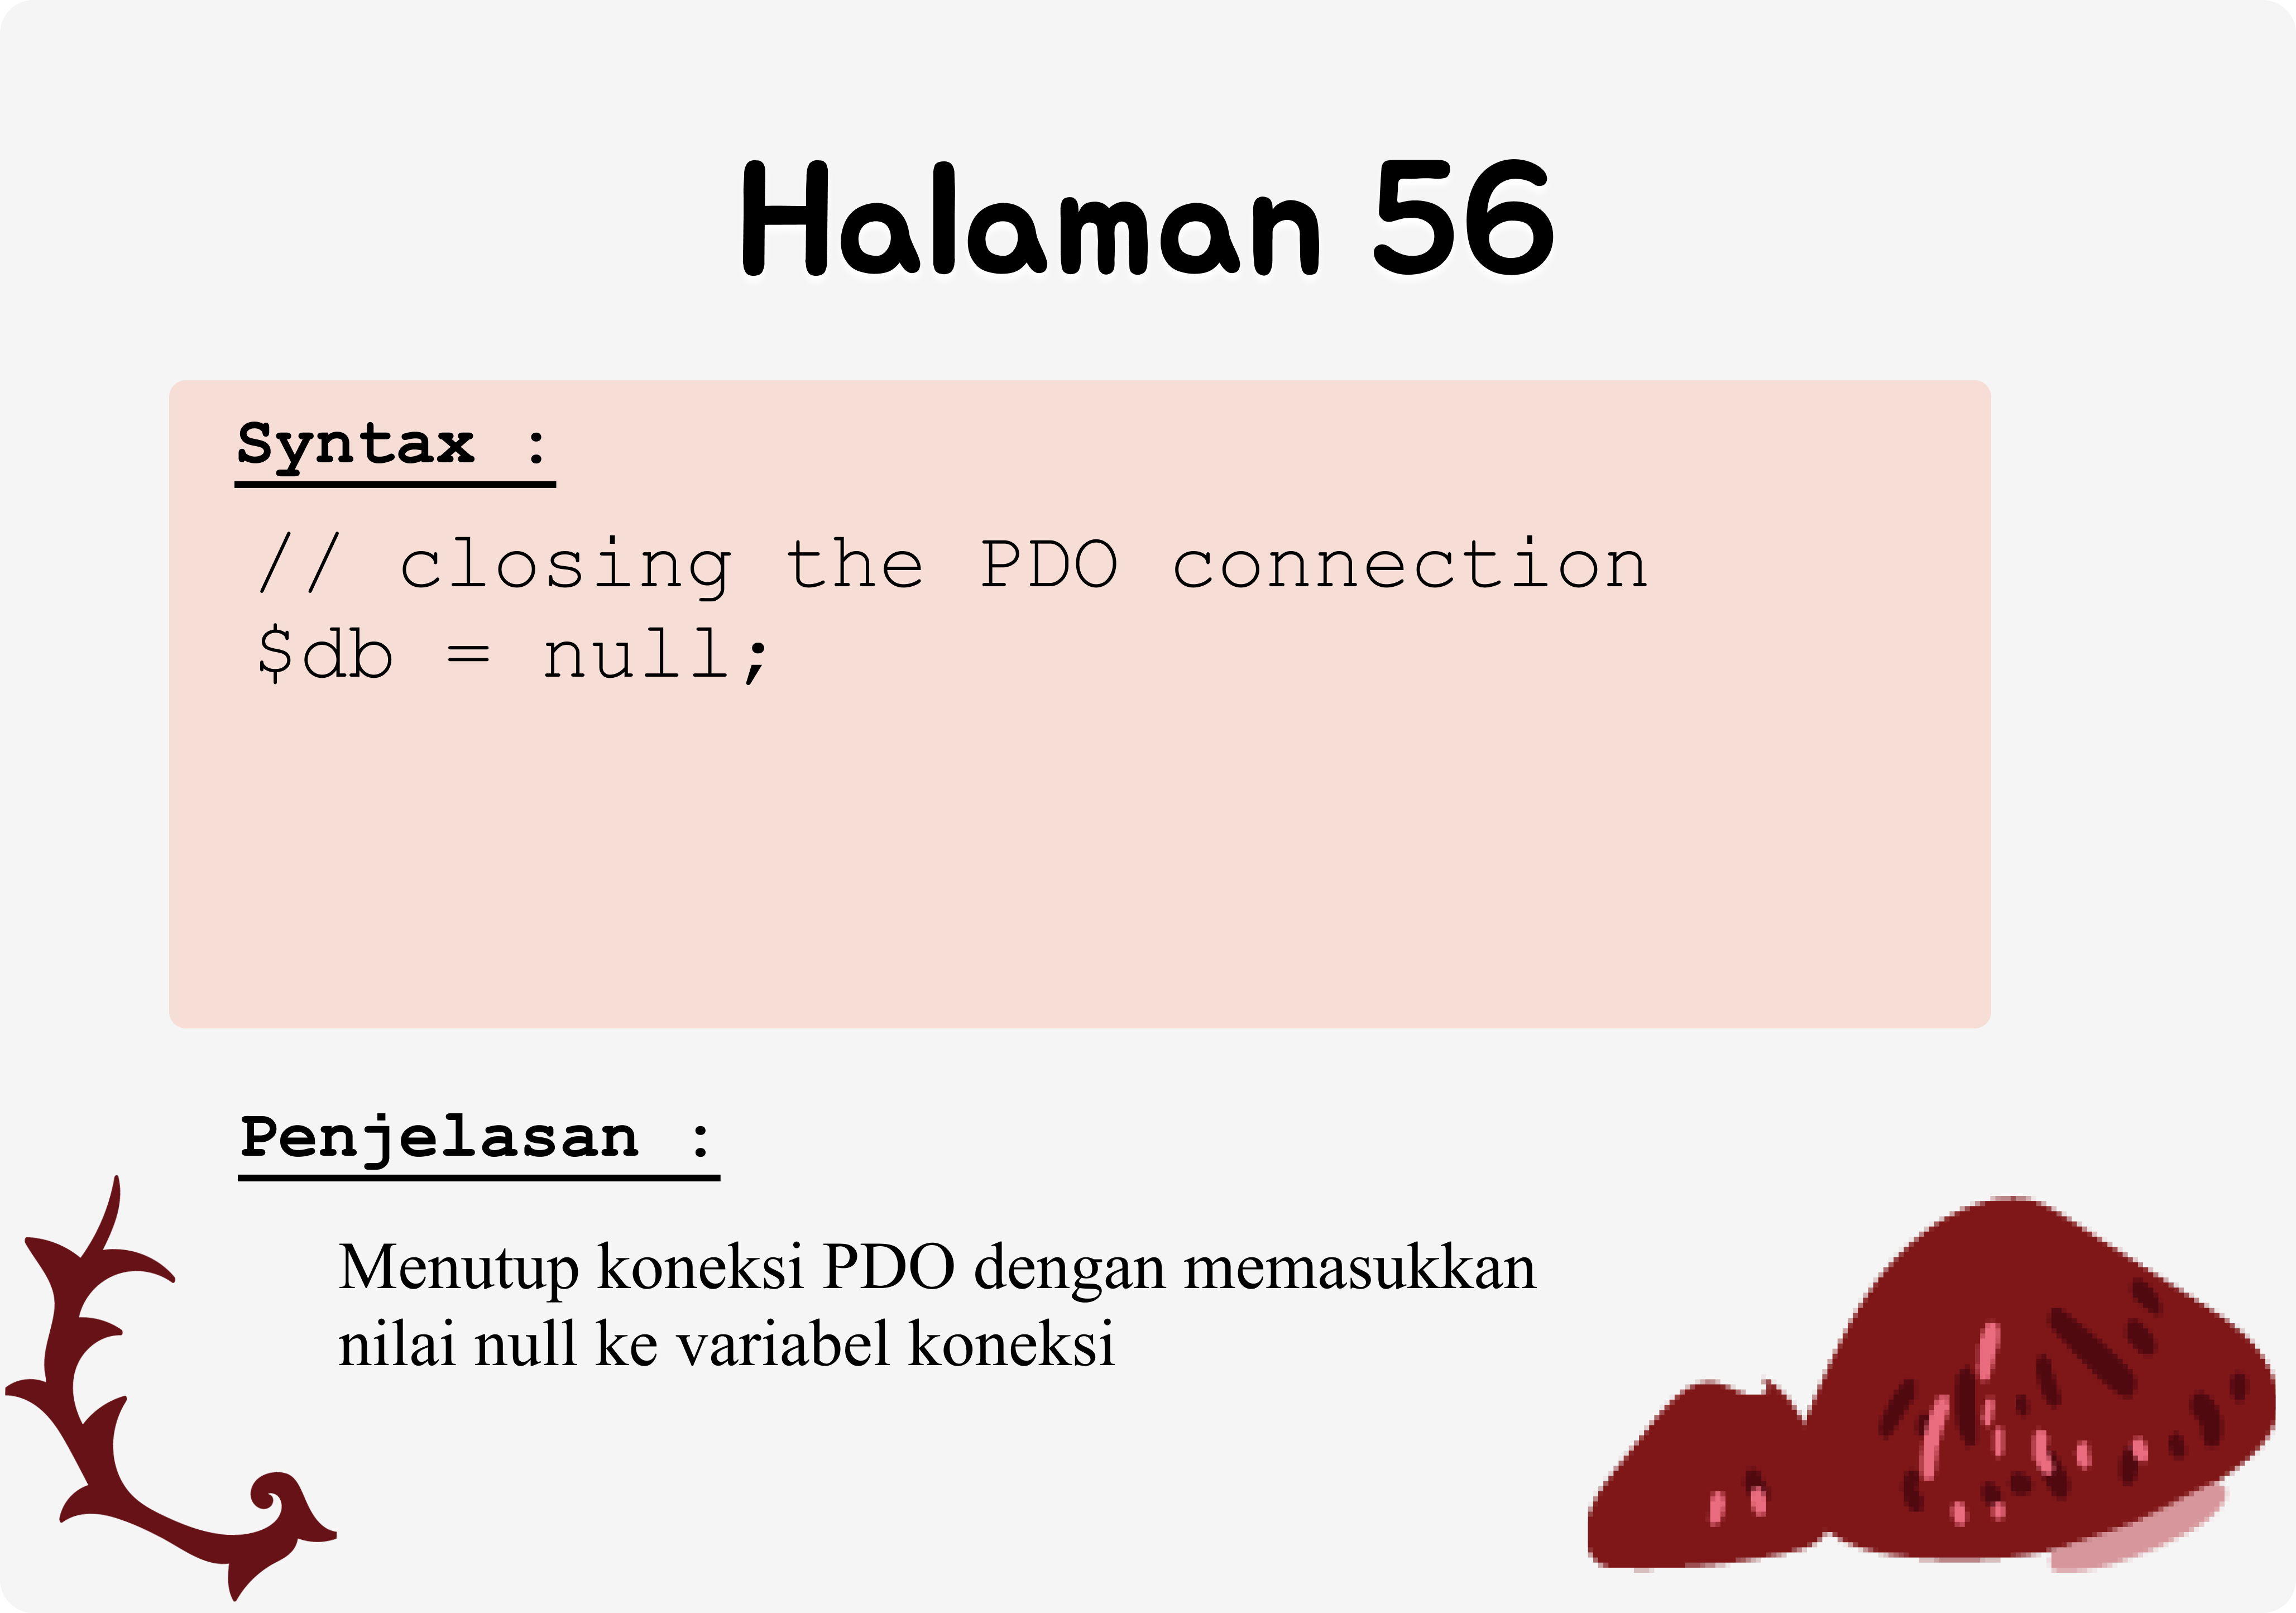 Halaman 56
Syntax :
// closing the PDO connection
$db = null;
Penjelasan :
Menutup koneksi PDO dengan memasukkan
nilai null ke variabel koneksi